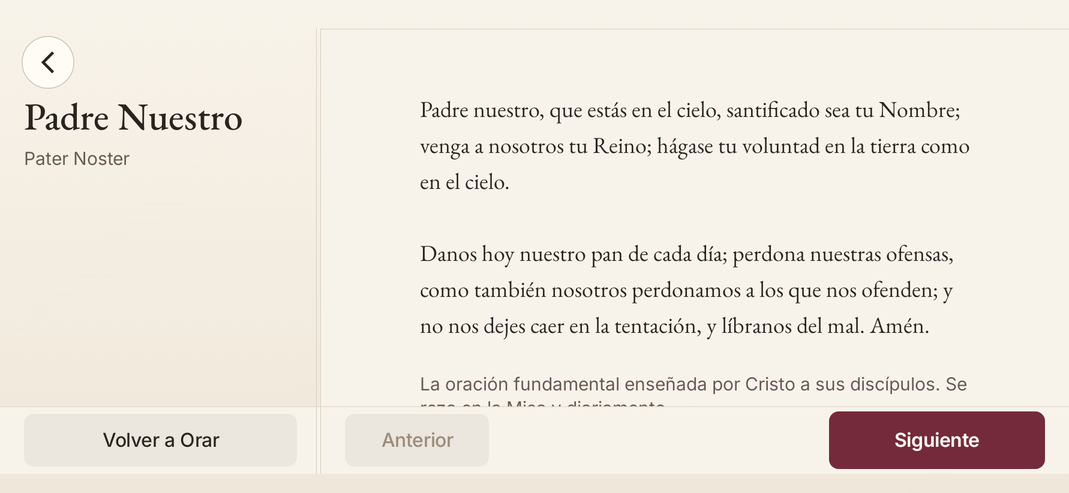 Padre Nuestro
Pater Noster
Padre nuestro, que estás en el cielo, santificado sea tu Nombre;
venga a nosotros tu Reino; hágase tu voluntad en la tierra como
en el cielo.
Danos hoy nuestro pan de cada día; perdona nuestras ofensas,
como también nosotros perdonamos a los que nos ofenden; y
no nos dejes caer en la tentación, y líbranos del mal. Amén.
La oración fundamental enseñada por Cristo a sus discípulos. Se
Volver a Orar
Anterior
Siguiente